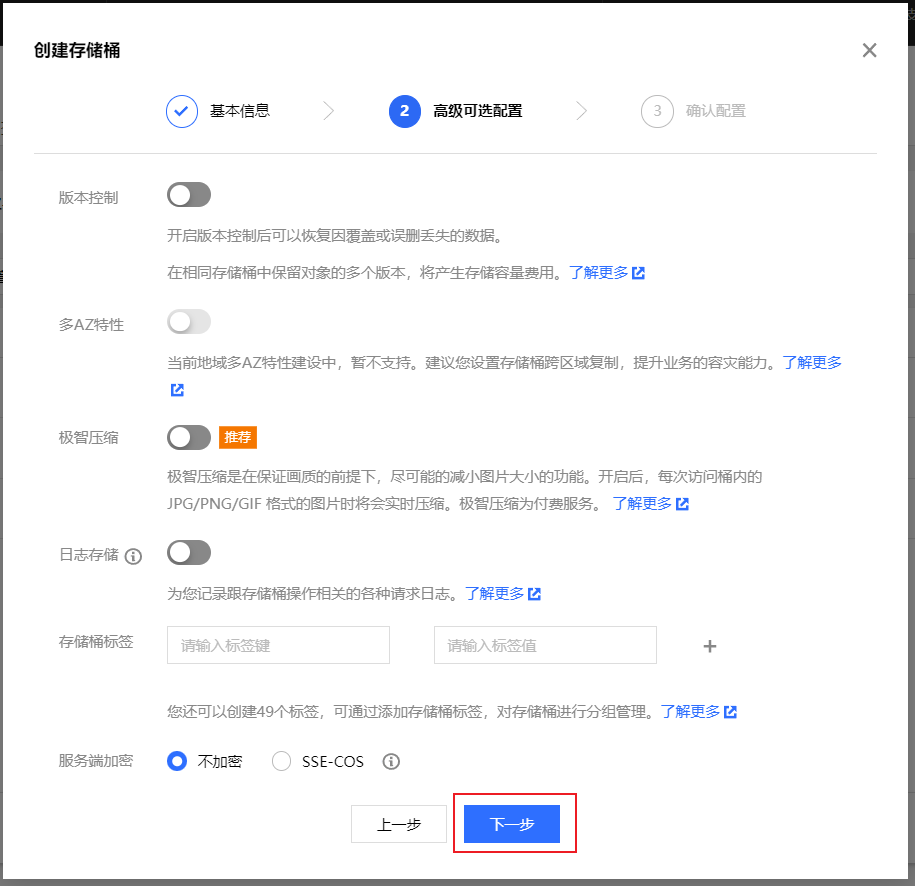 创建存储桶
基本信息
2 高级可选配置
3 确认配置
版本控制
开启版本控制后可以恢复因覆盖或误删丢失的数据。
在相同存储桶中保留对象的多个版本，将产生存储容量费用。了解更多
多AZ特性
当前地域多AZ特性建设中，暂不支持。建议您设置存储桶跨区域复制，提升业务的容灾能力。了解更多
极智压缩
推荐
极智压缩是在保证画质的前提下，尽可能的减小图片大小的功能。开启后，每次访问桶内的
JPG/PNG/GIF 格式的图片时将会实时压缩。极智压缩为付费服务。 了解更多
日志存储
为您记录跟存储桶操作相关的各种请求日志。了解更多
存储桶标签
请输入标签键
请输入标签值
您还可以创建49个标签，可通过添加存储桶标签，对存储桶进行分组管理。了解更多
服务端加密
不加密
SSE-COS
上一步
下一步